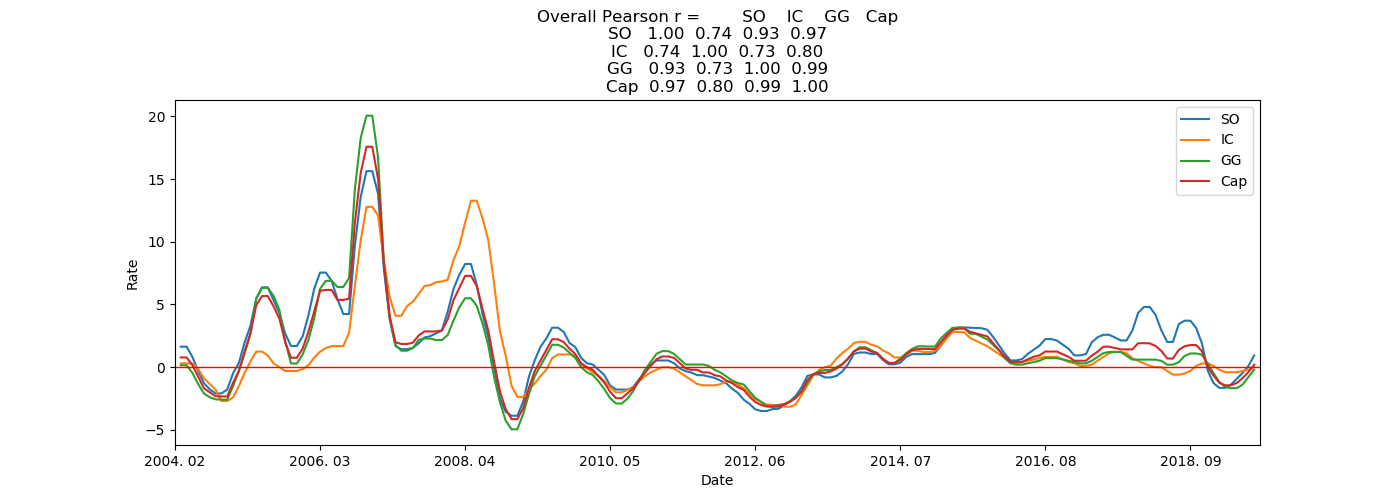 Overall Pearson r = SO IC GG Cap
SO 1.00 0.74 0.93 0.97
IC 0.74 1.00 0.73 0.80
GG 0.93 0.73 1.00 0.99
Cap 0.97 0.80 0.99 1.00
20
15
10
5
0
−5
Rate
SO
IC
GG
Cap
2004. 02
2006. 03
2008. 04
2010. 05
2012. 06
2014. 07
2016. 08
2018. 09
Date